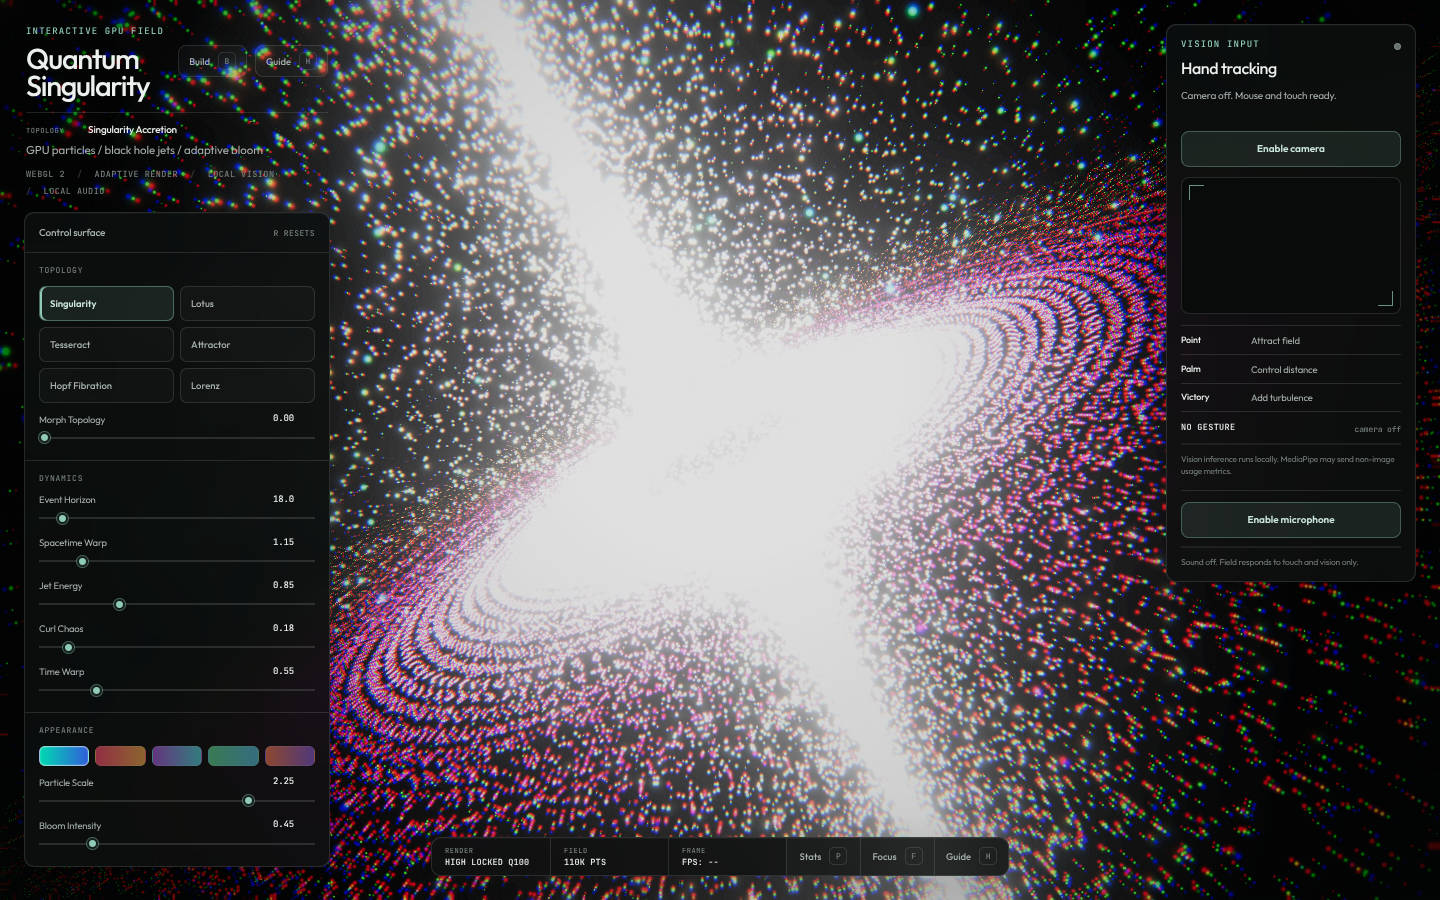 INTERACTIVE GPU FIELD
Quantum
Singularity
Build B
Guide H
TOPOLOGY Singularity Accretion
GPU particles / black hole jets / adaptive bloom
WEBGL 2 / ADAPTIVE RENDER / LOCAL VISION
/ LOCAL AUDIO
Control surface R RESETS
TOPOLOGY
Singularity Lotus
Tesseract Attractor
Hopf Fibration Lorenz
Morph Topology 0.00
DYNAMICS
Event Horizon 18.0
Spacetime Warp 1.15
Jet Energy 0.85
Curl Chaos 0.18
Time Warp 0.55
APPEARANCE
Particle Scale 2.25
Bloom Intensity 0.45
RENDER
HIGH LOCKED Q100
FIELD
110K PTS
FRAME
FPS: --
Stats P
Focus F
Guide H
VISION INPUT
Hand tracking
Camera off. Mouse and touch ready.
Enable camera
Point Attract field
Palm Control distance
Victory Add turbulence
NO GESTURE camera off
Vision inference runs locally. MediaPipe may send non-image
usage metrics.
Enable microphone
Sound off. Field responds to touch and vision only.